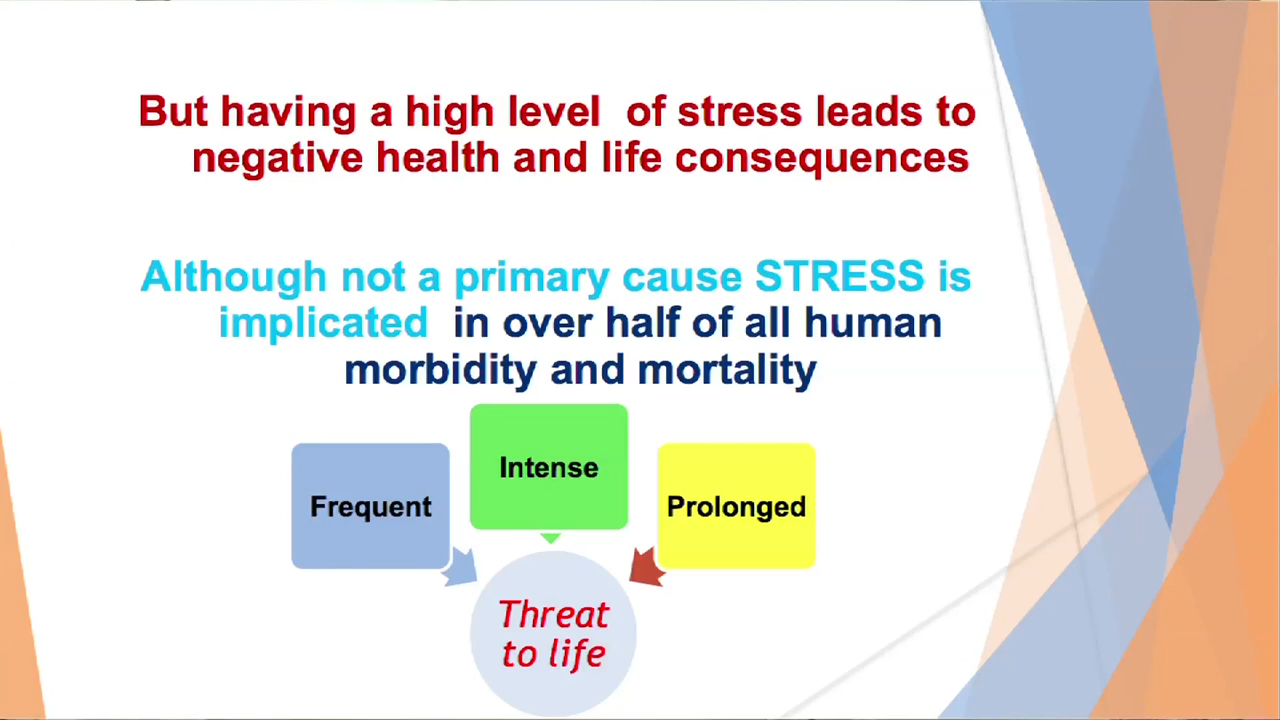 But having a high level of stress leads to
negative health and life consequences
Although not a primary cause STRESS is
implicated in over half of all human
morbidity and mortality
Intense
Frequent
Prolonged
Threat
to life